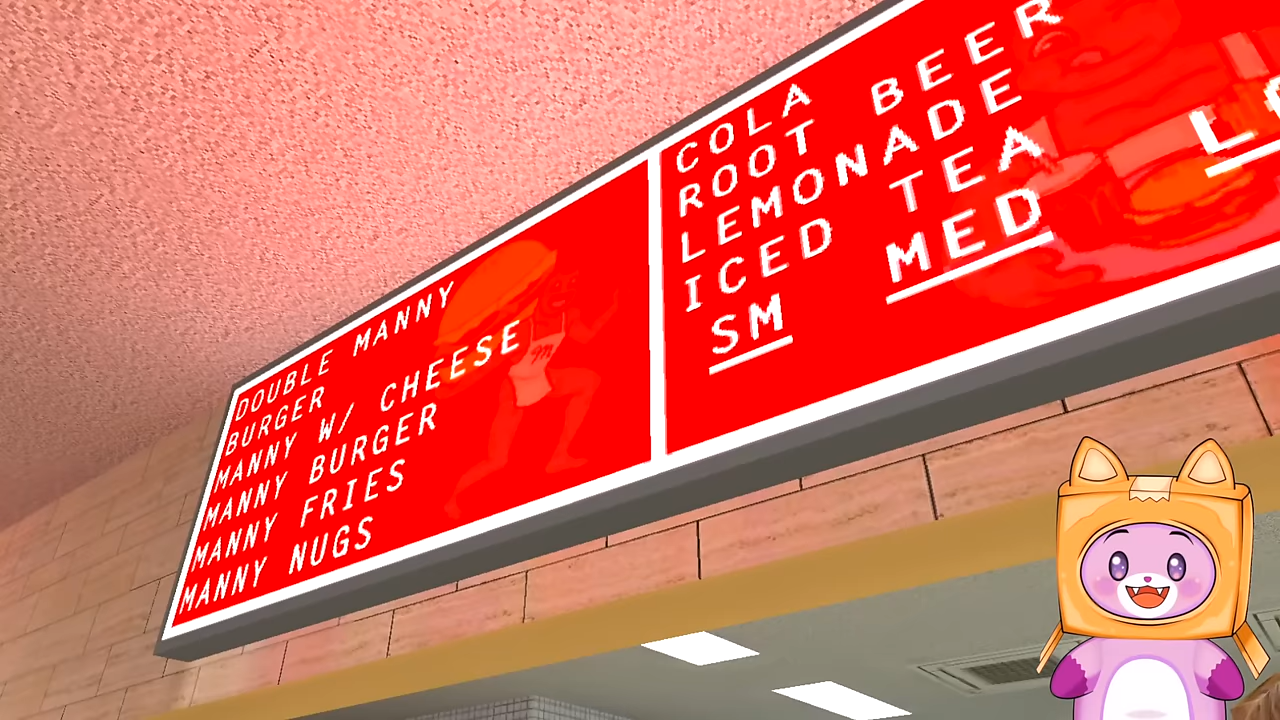 DOUBLE MANNY
BURGER
MANNY W/ CHEESE
MANNY BURGER
MANNY FRIES
MANNY NUGS
COLA
ROOT BEER
LEMONADE
ICED TEA
SM MED